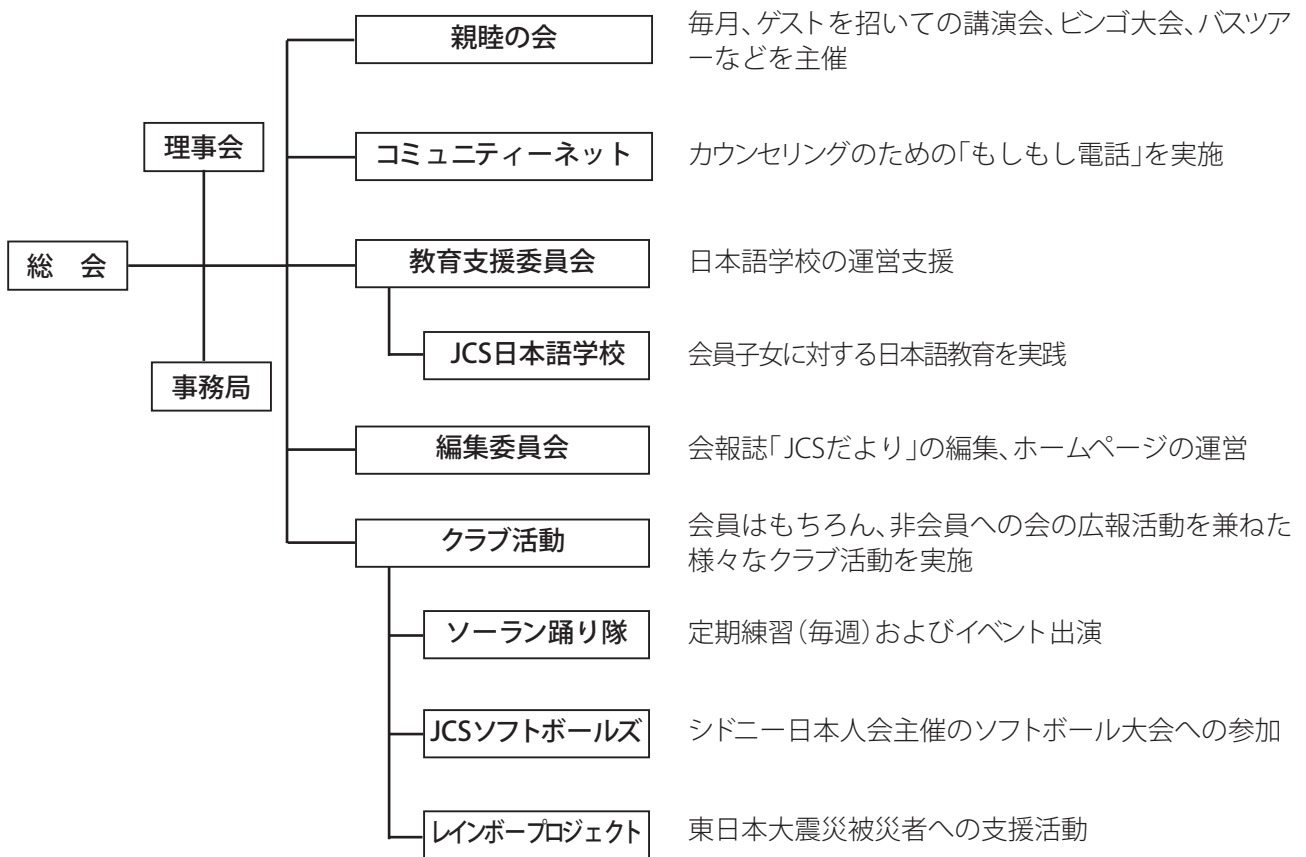 親睦の会
毎月、ゲストを招いての講演会、ビンゴ大会、バスツア
ーなどを主催
理事会
コミュニティーネット
カウンセリングのための「もしもし電話」を実施
総　会
教育支援委員会
日本語学校の運営支援
JCS日本語学校
会員子女に対する日本語教育を実践
事務局
編集委員会
会報誌「JCSだより」の編集、ホームページの運営
クラブ活動
会員はもちろん、非会員への会の広報活動を兼ねた
様々なクラブ活動を実施
ソーラン踊り隊
定期練習（毎週）およびイベント出演
JCSソフトボールズ
シドニー日本人会主催のソフトボール大会への参加
レインボープロジェクト
東日本大震災被災者への支援活動